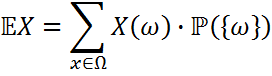 𝔼X = ∑_{x∈Ω} X(ω) · ℙ({ω})